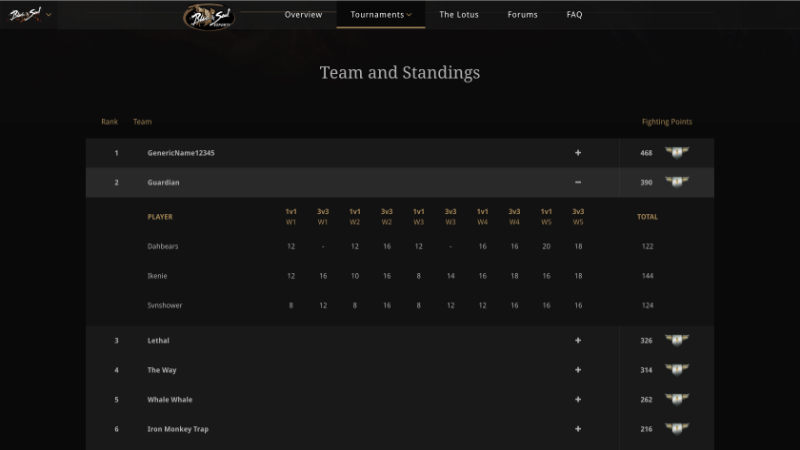 Blade & Soul Blade & Soul Overview Tournaments The Lotus Forums FAQ
Team and Standings
Rank Team Fighting Points
1 GenericName12345 + 468
2 Guardian − 390
PLAYER 1v1 W1 3v3 W1 1v1 W2 3v3 W2 1v1 W3 3v3 W3 1v1 W4 3v3 W4 1v1 W5 3v3 W5 TOTAL
Dahbears 12 - 12 16 12 - 16 16 20 18 122
Ikenie 12 16 10 16 8 14 16 18 16 18 144
Svnshower 8 12 8 16 8 12 12 16 16 16 124
3 Lethal + 326
4 The Way + 314
5 Whale Whale + 262
6 Iron Monkey Trap + 216